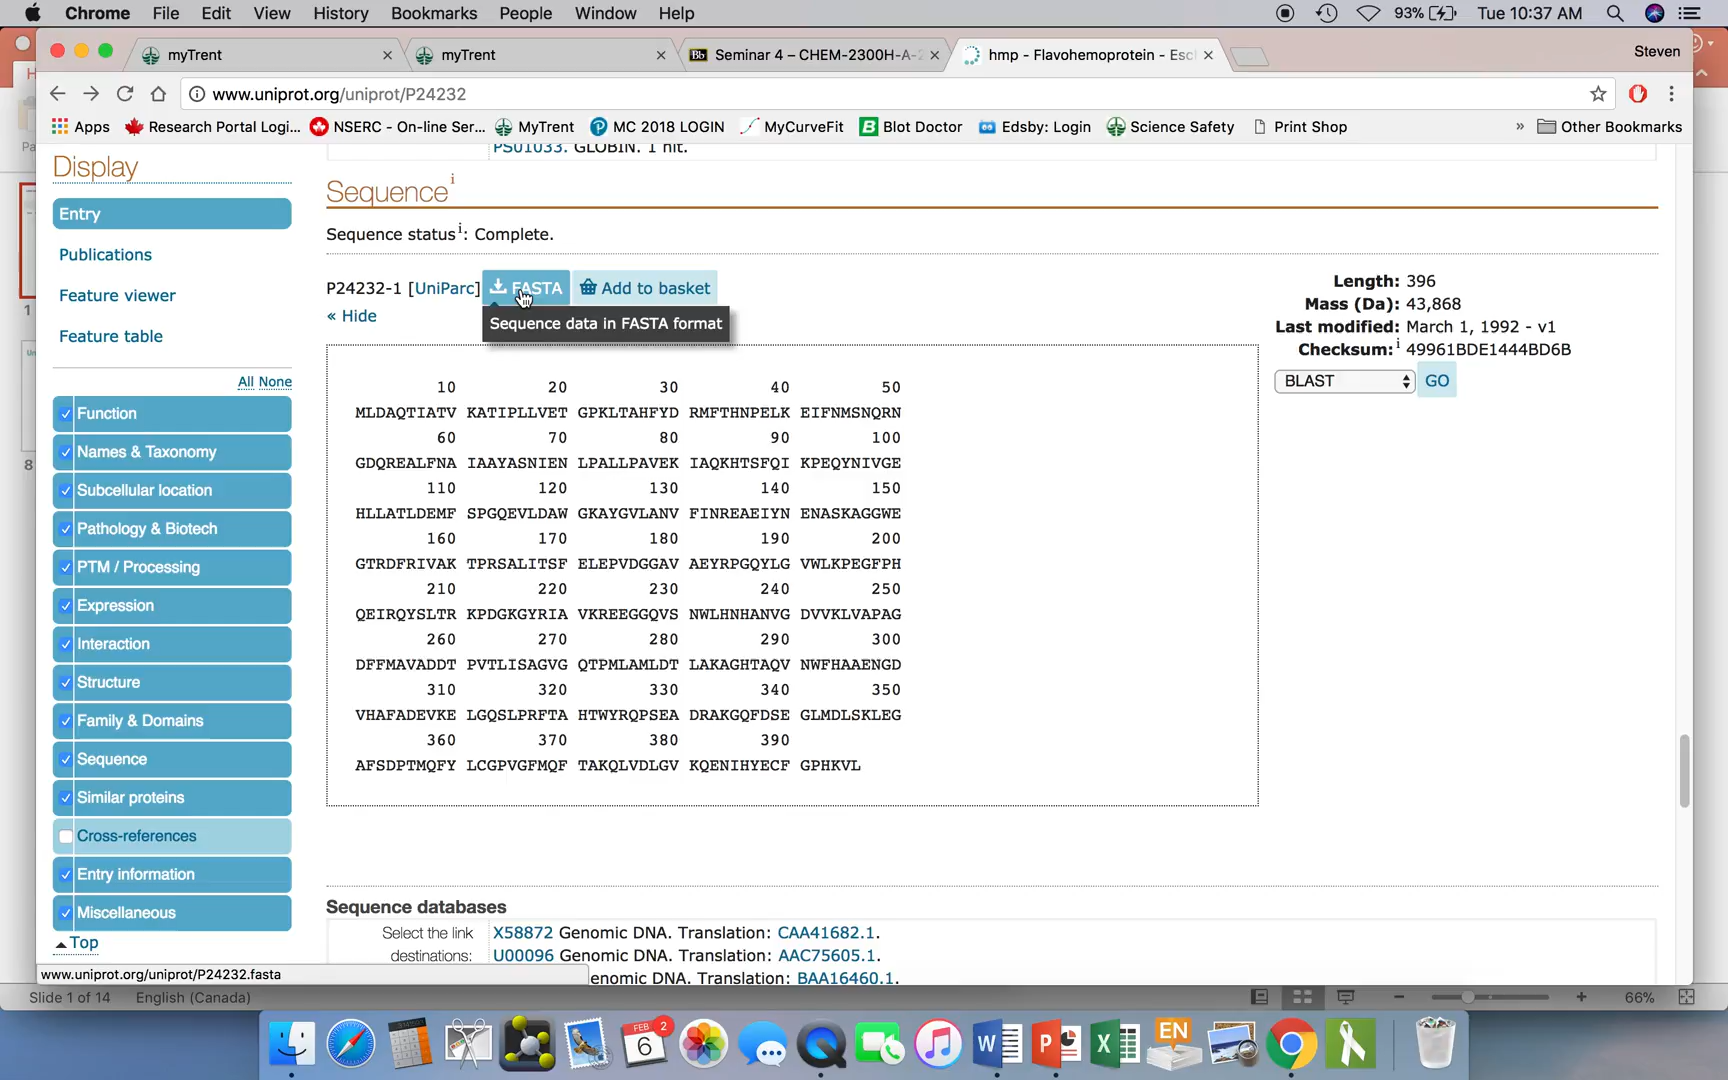 Chrome File Edit View History Bookmarks People Window Help 93% Tue 10:37 AM
myTrent myTrent Bb Seminar 4 – CHEM-2300H-A-2 hmp - Flavohemoprotein - Escl Steven
www.uniprot.org/uniprot/P24232
Apps Research Portal Logi... NSERC - On-line Ser... MyTrent MC 2018 LOGIN MyCurveFit Blot Doctor Edsby: Login Science Safety Print Shop » Other Bookmarks
PS01033. GLOBIN. 1 hit.
Display
Entry
Publications
Feature viewer
Feature table
All None
Function
Names & Taxonomy
Subcellular location
Pathology & Biotech
PTM / Processing
Expression
Interaction
Structure
Family & Domains
Sequence
Similar proteins
Cross-references
Entry information
Miscellaneous
Top
Sequence i
Sequence status i: Complete.
P24232-1 [UniParc] FASTA Add to basket
« Hide
Sequence data in FASTA format
Length: 396
Mass (Da): 43,868
Last modified: March 1, 1992 - v1
Checksum: i 49961BDE1444BD6B
BLAST GO
10 20 30 40 50
MLDAQTIATV KATIPLLVET GPKLTAHFYD RMFTHNPELK EIFNMSNQRN
60 70 80 90 100
GDQREALFNA IAAYASNIEN LPALLPAVEK IAQKHTSFQI KPEQYNIVGE
110 120 130 140 150
HLLATLDEMF SPGQEVLDAW GKAYGVLANV FINREAEIYN ENASKAGGWE
160 170 180 190 200
GTRDFRIVAK TPRSALITSF ELEPVDGGAV AEYRPGQYLG VWLKPEGFPH
210 220 230 240 250
QEIRQYSLTR KPDGKGYRIA VKREEGGQVS NWLHNHANVG DVVKLVAPAG
260 270 280 290 300
DFFMAVADDT PVTLISAGVG QTPMLAMLDT LAKAGHTAQV NWFHAAENGD
310 320 330 340 350
VHAFADEVKE LGQSLPRFTA HTWYRQPSEA DRAKGQFDSE GLMDLSKLEG
360 370 380 390
AFSDPTMQFY LCGPVGFMQF TAKQLVDLGV KQENIHYECF GPHKVL
Sequence databases
Select the link
destinations:
X58872 Genomic DNA. Translation: CAA41682.1.
U00096 Genomic DNA. Translation: AAC75605.1.
enomic DNA. Translation: BAA16460.1.
www.uniprot.org/uniprot/P24232.fasta
1
8
Slide 1 of 14 English (Canada) 66%
FEB 2
6
EN